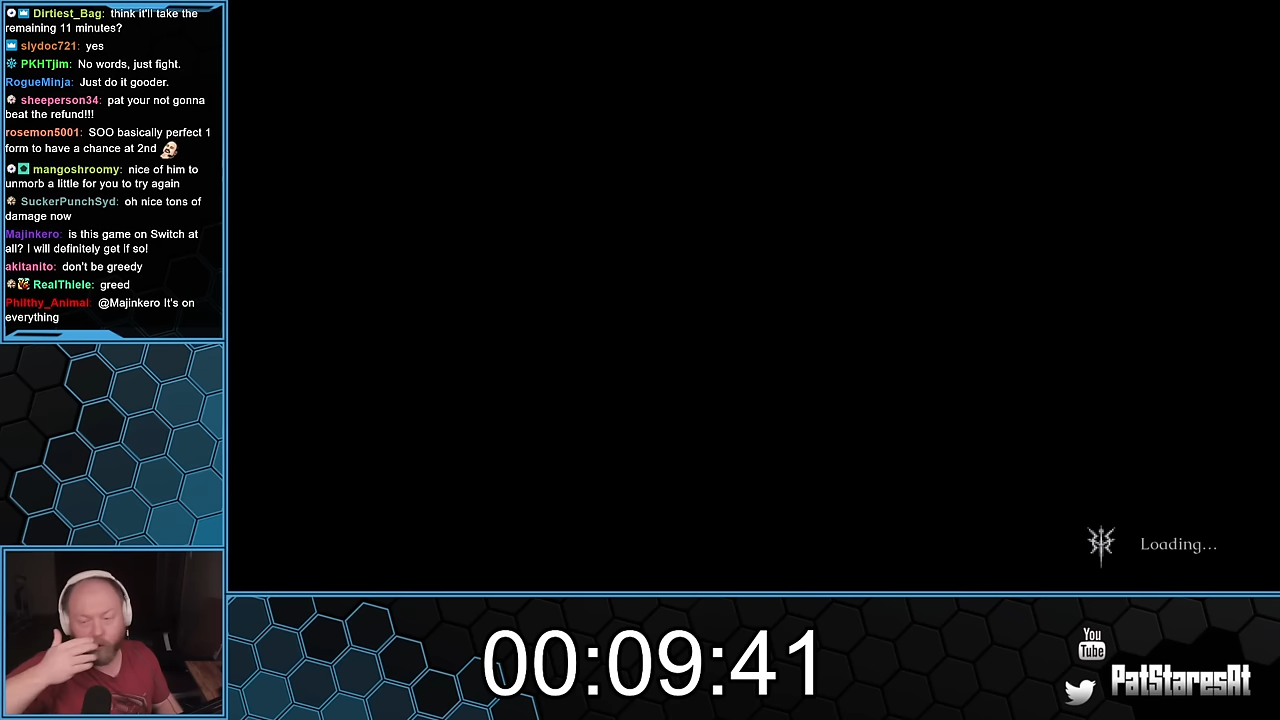 Dirtiest_Bag: think it'll take the
remaining 11 minutes?
slydoc721: yes
PKHTjim: No words, just fight.
RogueMinja: Just do it gooder.
sheeperson34: pat your not gonna
beat the refund!!!
rosemon5001: SOO basically perfect 1
form to have a chance at 2nd
mangoshroomy: nice of him to
unmorb a little for you to try again
SuckerPunchSyd: oh nice tons of
damage now
Majinkero: is this game on Switch at
all? I will definitely get if so!
akitanito: don't be greedy
RealThiele: greed
Philthy_Animal: @Majinkero It's on
everything
Loading...
00:09:41
You
Tube
PatStaresAt